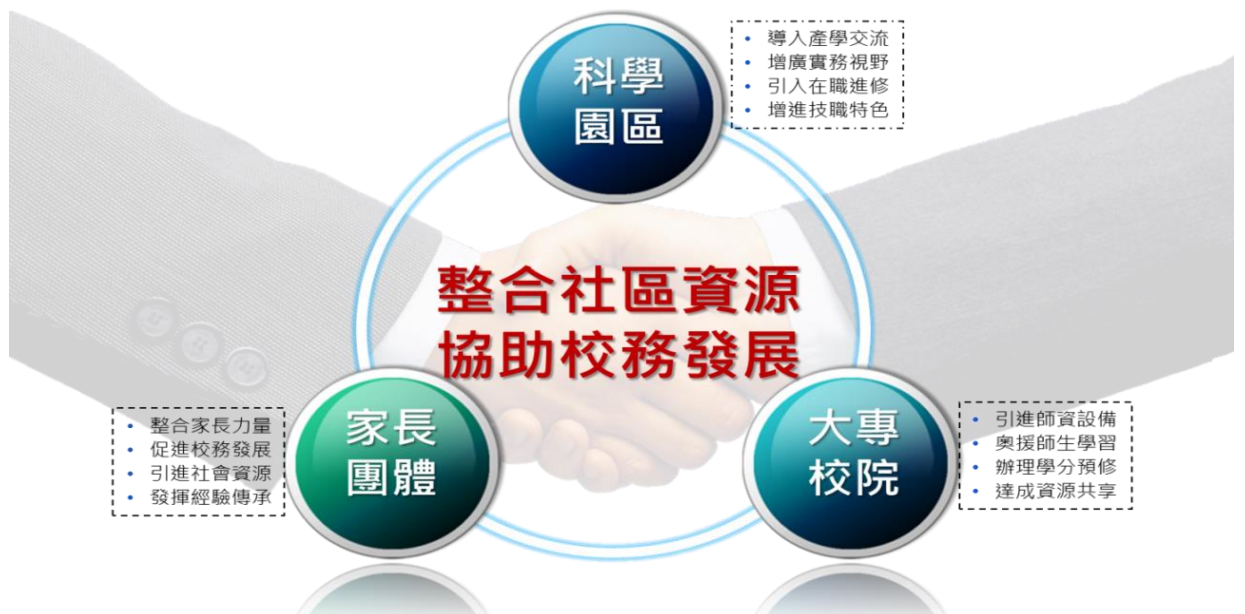 科學
園區
• 導入產學交流
• 增廣實務視野
• 引入在職進修
• 增進技職特色
整合社區資源
協助校務發展
家長
團體
• 整合家長力量
• 促進校務發展
• 引進社會資源
• 發揮經驗傳承
大專
校院
• 引進師資設備
• 奧援師生學習
• 辦理學分預修
• 達成資源共享